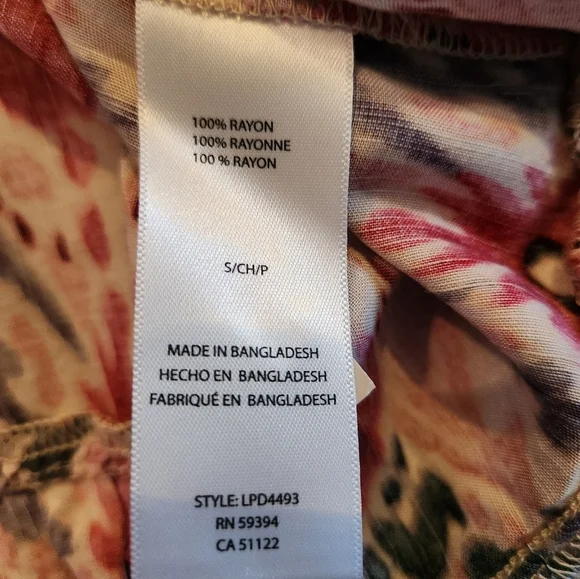 100% RAYON
100% RAYONNE
100 % RAYON
S/CH/P
MADE IN BANGLADESH
HECHO EN BANGLADESH
FABRIQUÉ EN BANGLADESH
STYLE: LPD4493
RN 59394
CA 51122